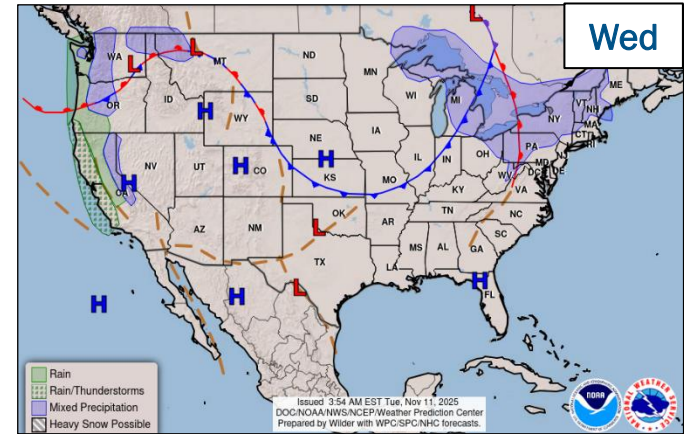 Wed
L
WA
L
MT
ND
MN
ME
L
OR
ID
H
WY
SD
WI
MI
VT
NH
NY
MA
CT
RI
H
NE
IA
H
CO
KS
NV
UT
IL
IN
OH
PA
MD
DC
DE
WV
VA
MO
KY
CA
H
AZ
NM
OK
L
AR
TN
NC
SC
MS
AL
GA
TX
LA
H
FL
H
H
L
Rain
Rain/Thunderstorms
Mixed Precipitation
Heavy Snow Possible
Issued 3:54 AM EST Tue, Nov 11, 2025
DOC/NOAA/NWS/NCEP/Weather Prediction Center
Prepared by Wilder with WPC/SPC/NHC forecasts.
NOAA
NATIONAL WEATHER SERVICE